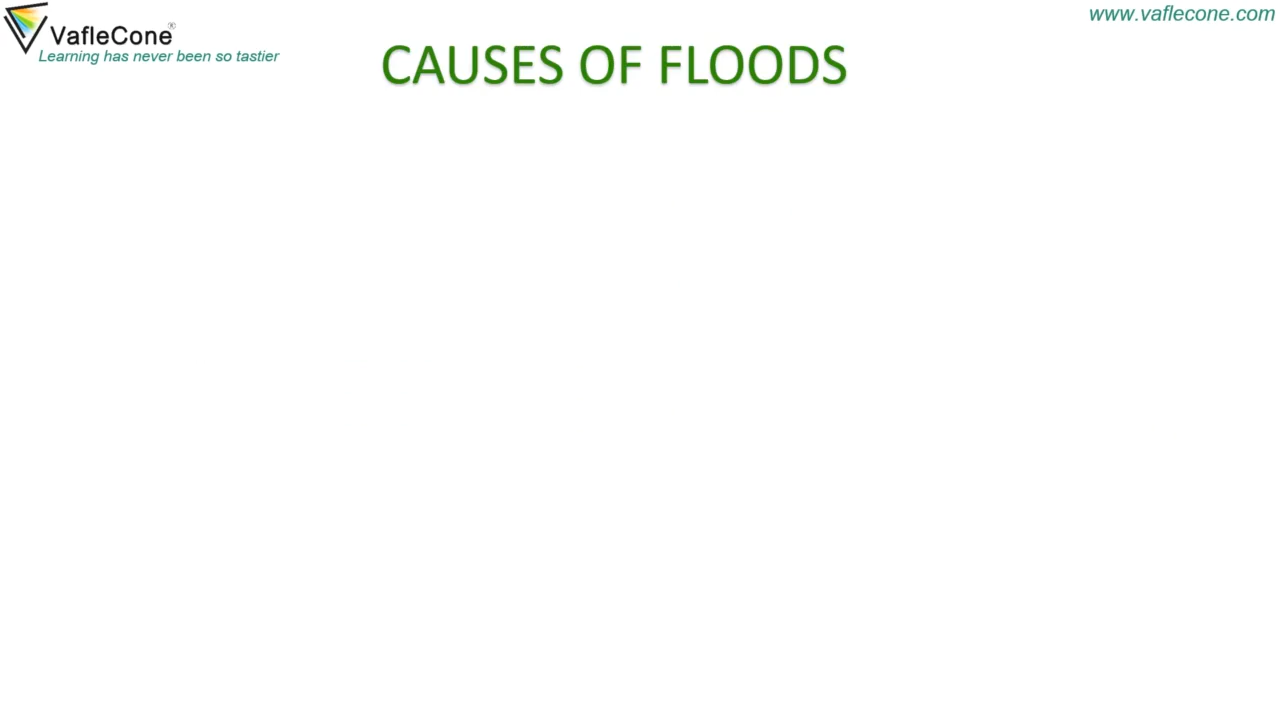 VafleCone®
Learning has never been so tastier
www.vaflecone.com
CAUSES OF FLOODS